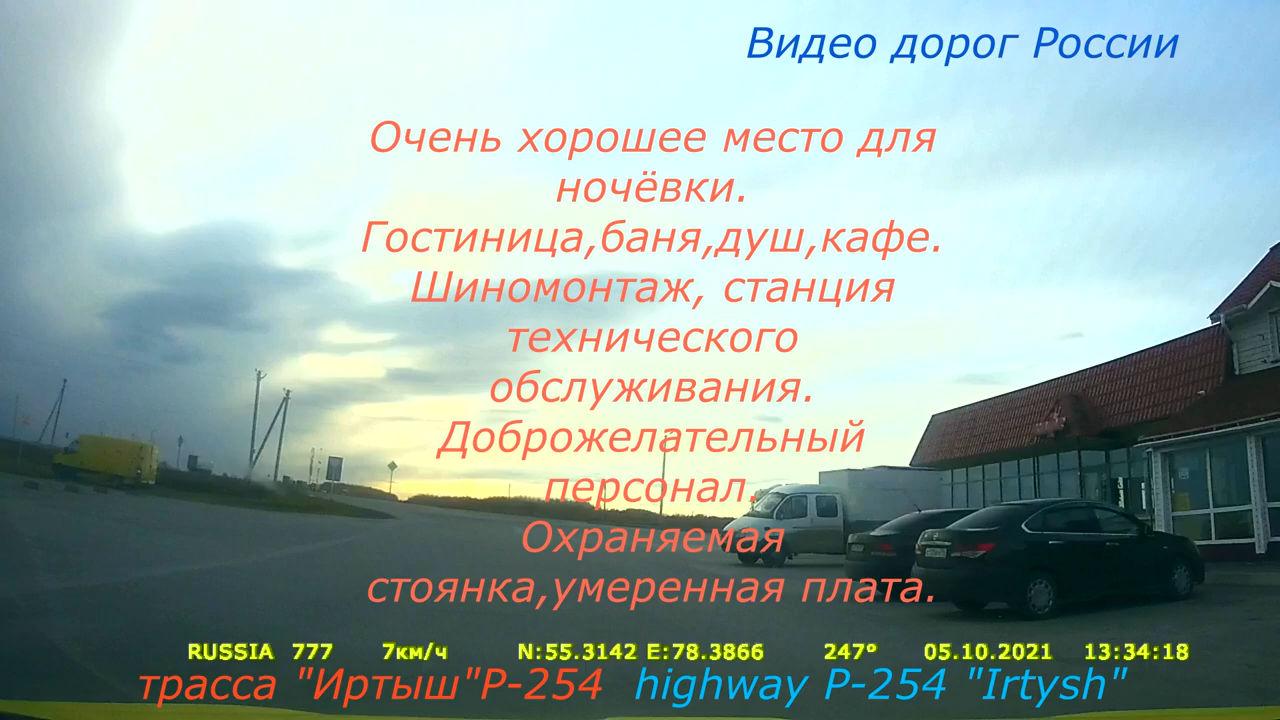 Видео дорог России
Очень хорошее место для
ночёвки.
Гостиница,баня,душ,кафе.
Шиномонтаж, станция
технического
обслуживания.
Доброжелательный
персонал.
Охраняемая
стоянка,умеренная плата.
RUSSIA 777 7км/ч N:55.3142 E:78.3866 247° 05.10.2021 13:34:18
трасса "Иртыш"Р-254 highway P-254 "Irtysh"